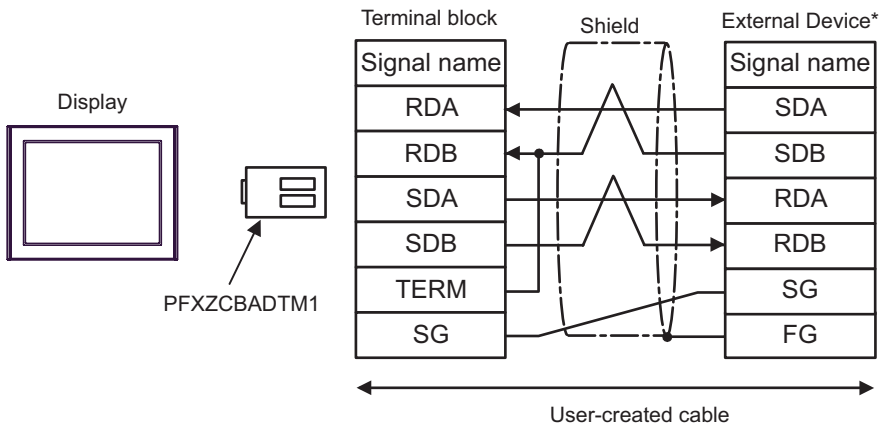 Terminal block
Shield
External Device*
Signal name
Signal name
Display
RDA
SDA
RDB
SDB
SDA
RDA
SDB
RDB
TERM
SG
PFXZCBADTM1
SG
FG
User-created cable